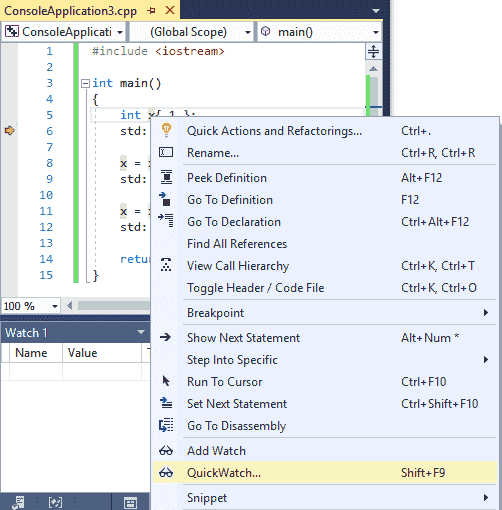 ConsoleApplication3.cpp
ConsoleApplicati (Global Scope) main()
1 #include <iostream>
2
3 int main()
4 {
5 int x{ 1 };
6 std:
7
8 x =
9 std:
10
11 x =
12 std:
13
14 retur
15 }
100 %
Quick Actions and Refactorings... Ctrl+.
Rename... Ctrl+R, Ctrl+R
Peek Definition Alt+F12
Go To Definition F12
Go To Declaration Ctrl+Alt+F12
Find All References
View Call Hierarchy Ctrl+K, Ctrl+T
Toggle Header / Code File Ctrl+K, Ctrl+O
Breakpoint
Show Next Statement Alt+Num *
Step Into Specific
Run To Cursor Ctrl+F10
Set Next Statement Ctrl+Shift+F10
Go To Disassembly
Add Watch
QuickWatch... Shift+F9
Snippet
Watch 1
Name Value